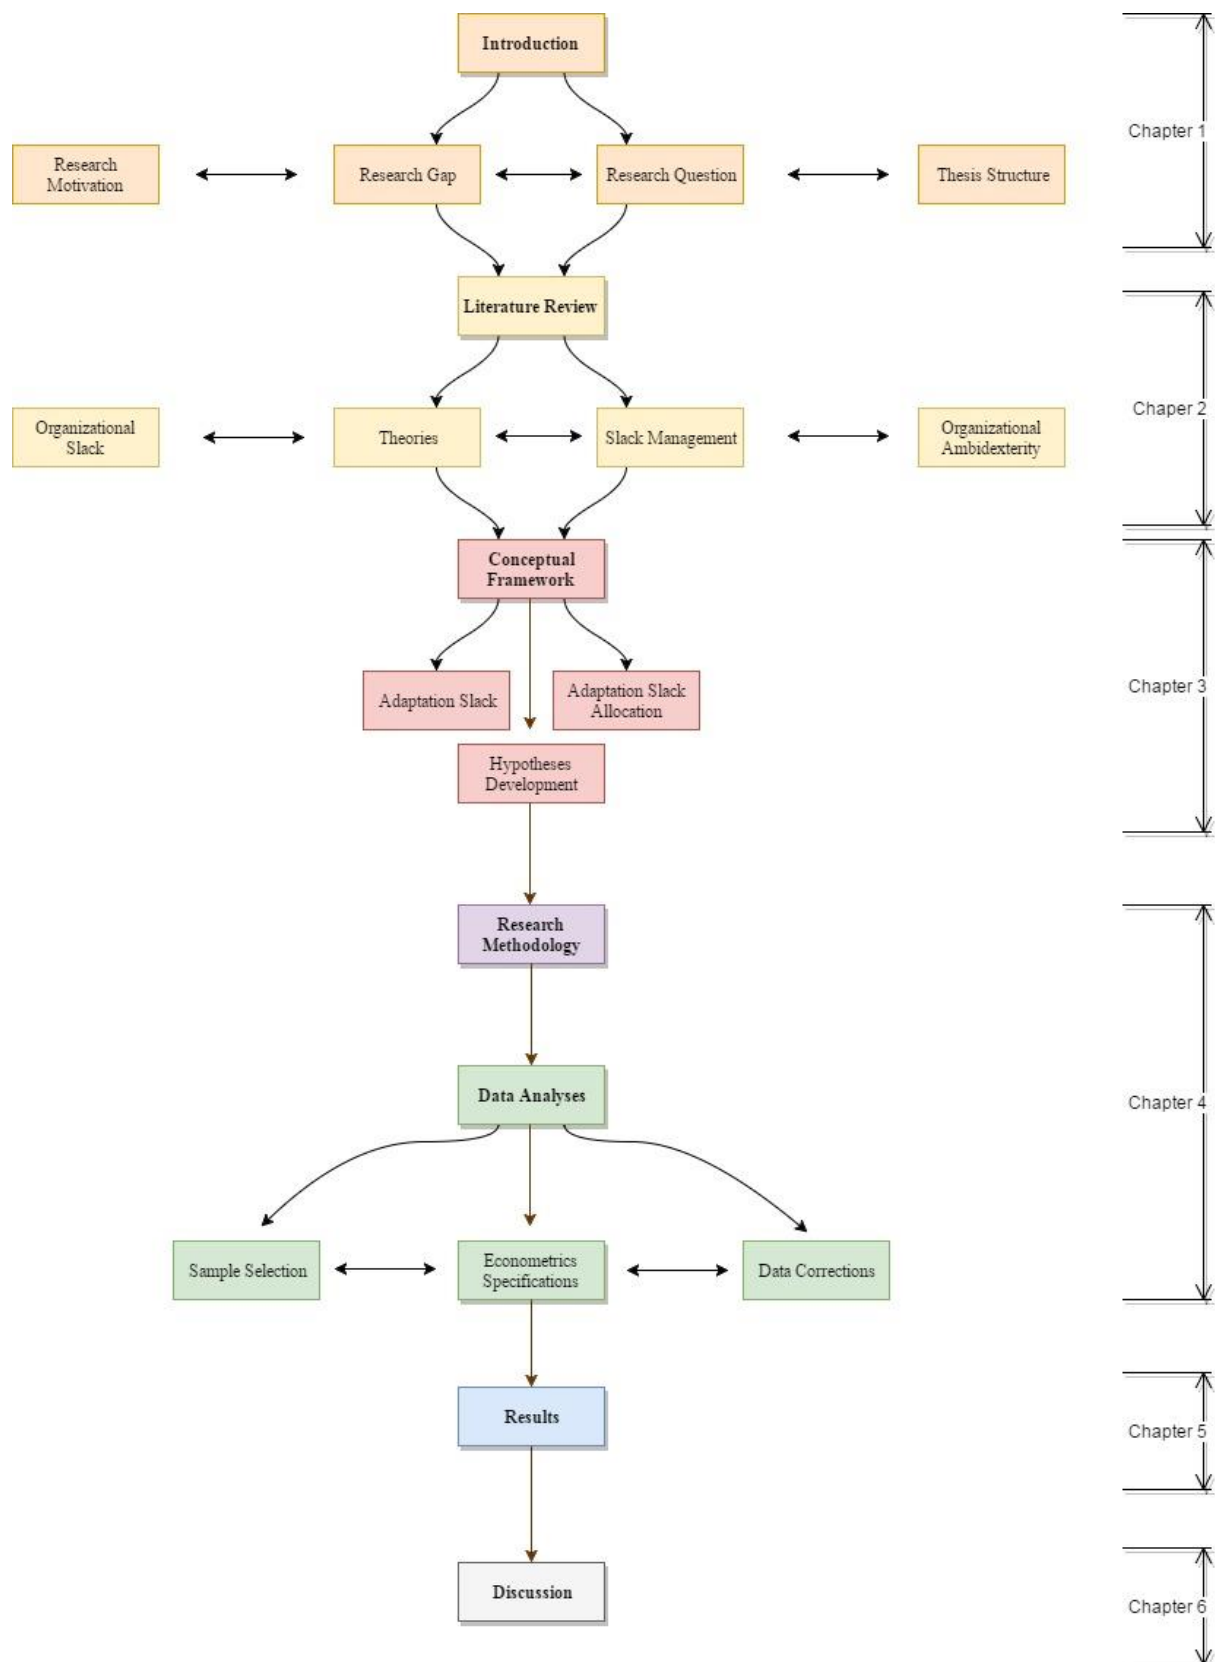 Introduction
Chapter 1
Research
Motivation
Research Gap
Research Question
Thesis Structure
Literature Review
Chaper 2
Organizational
Slack
Theories
Slack Management
Organizational
Ambidexterity
Conceptual
Framework
Chapter 3
Adaptation Slack
Adaptation Slack
Allocation
Hypotheses
Development
Research
Methodology
Data Analyses
Chapter 4
Sample Selection
Econometrics
Specifications
Data Corrections
Results
Chapter 5
Discussion
Chapter 6